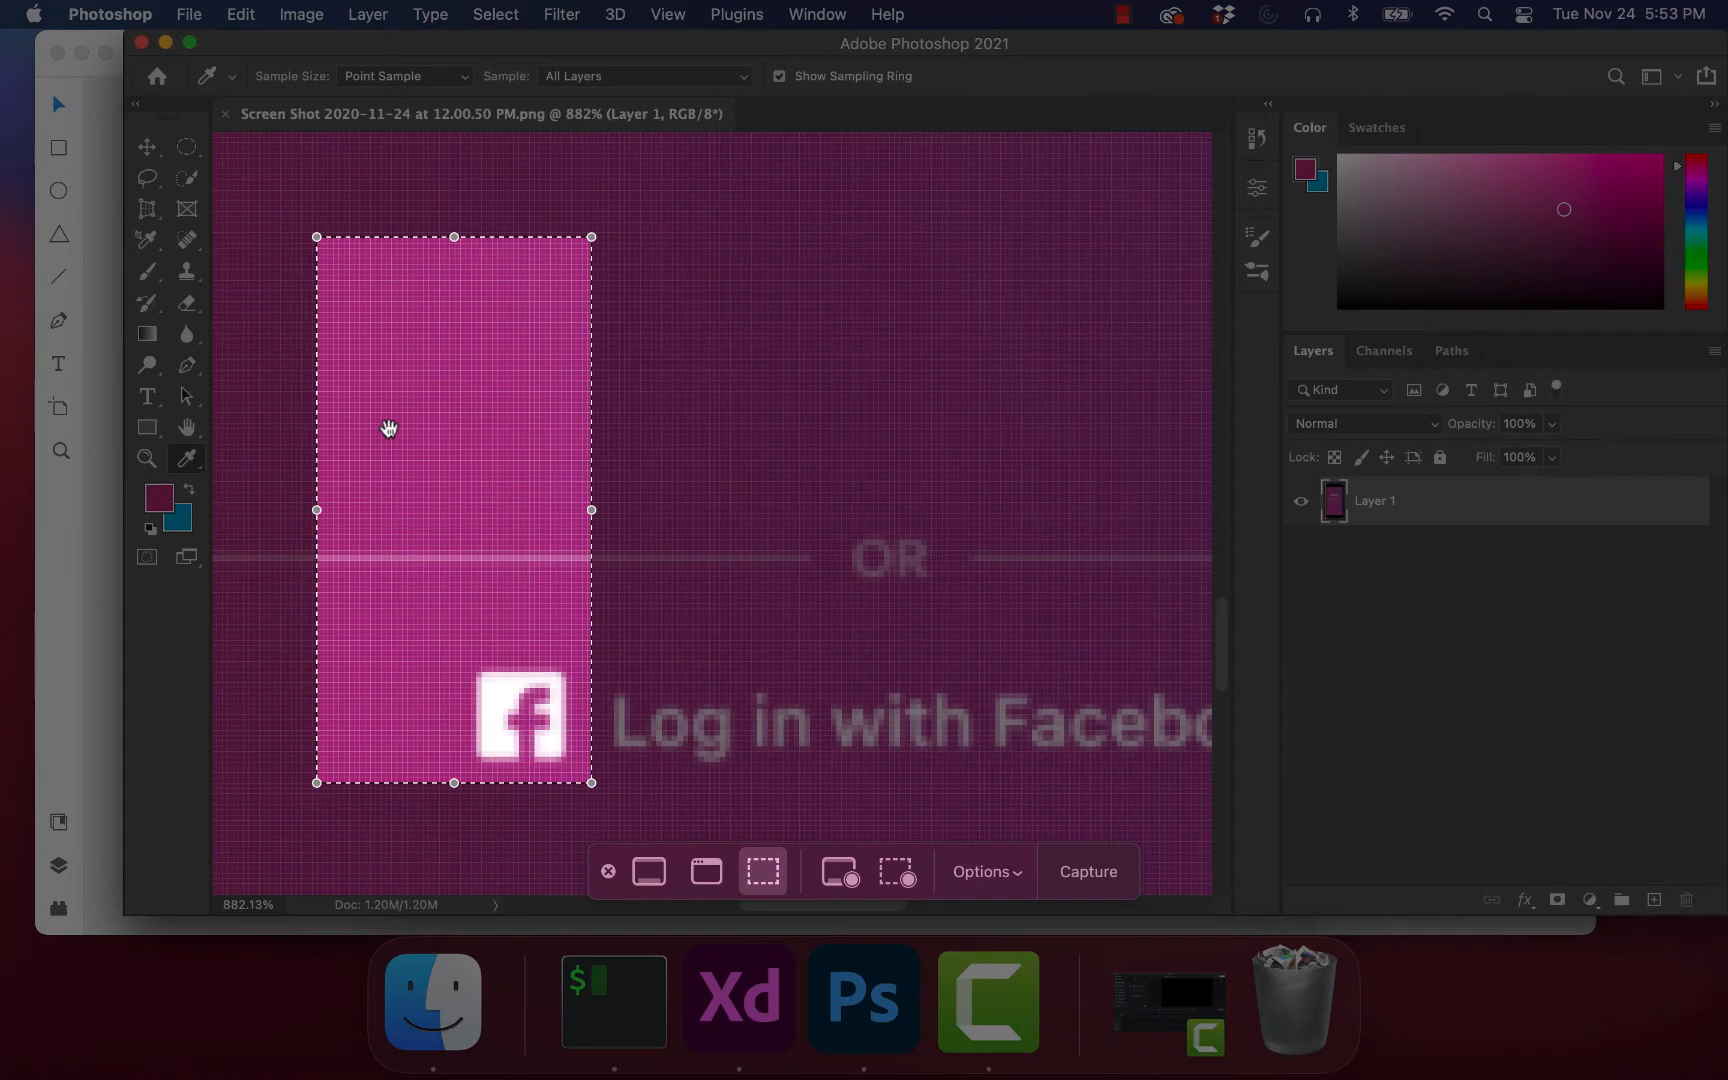 Photoshop File Edit Image Layer Type Select Filter 3D View Plugins Window Help 1 Tue Nov 24 5:53 PM
Adobe Photoshop 2021
Sample Size: Point Sample Sample: All Layers Show Sampling Ring
Screen Shot 2020-11-24 at 12.00.50 PM.png @ 882% (Layer 1, RGB/8*)
Color Swatches
Layers Channels Paths
Kind
Normal Opacity: 100%
Lock: Fill: 100%
Layer 1
OR
f Log in with Facebo
Options Capture
882.13% Doc: 1.20M/1.20M
fx
$ Xd Ps C
C